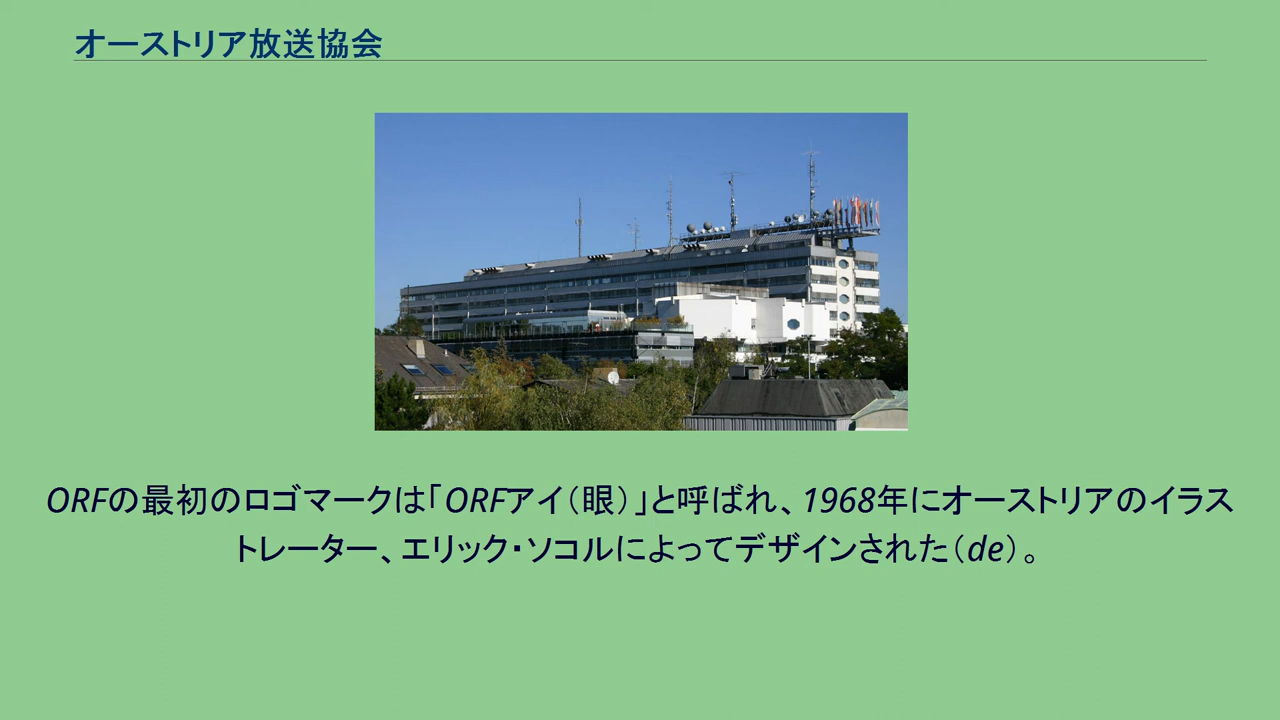 オーストリア放送協会
ORFの最初のロゴマークは「ORFアイ（眼）」と呼ばれ、1968年にオーストリアのイラス
トレーター、エリック・ソコルによってデザインされた（de）。